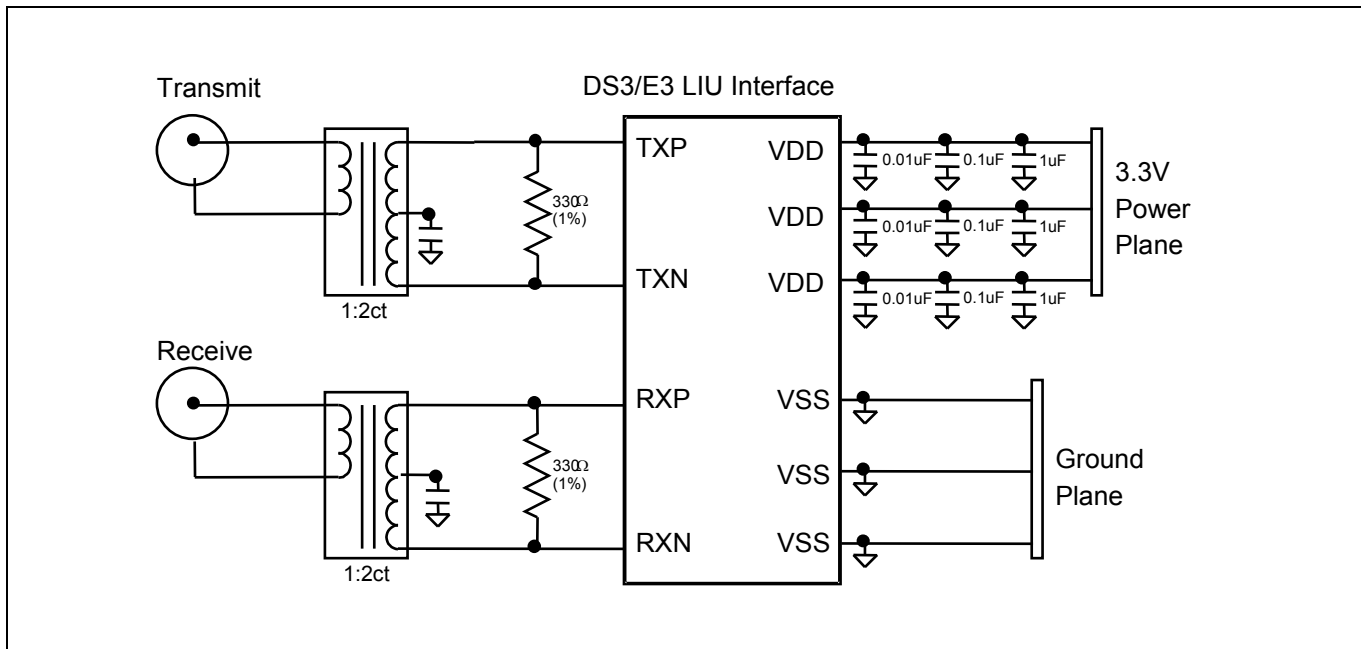 Transmit
DS3/E3 LIU Interface
TXP
VDD
0.01uF
0.1uF
1uF
3.3V
Power
Plane
330Ω
(1%)
VDD
0.01uF
0.1uF
1uF
TXN
VDD
0.01uF
0.1uF
1uF
1:2ct
Receive
RXP
VSS
330Ω
(1%)
VSS
Ground
Plane
RXN
VSS
1:2ct